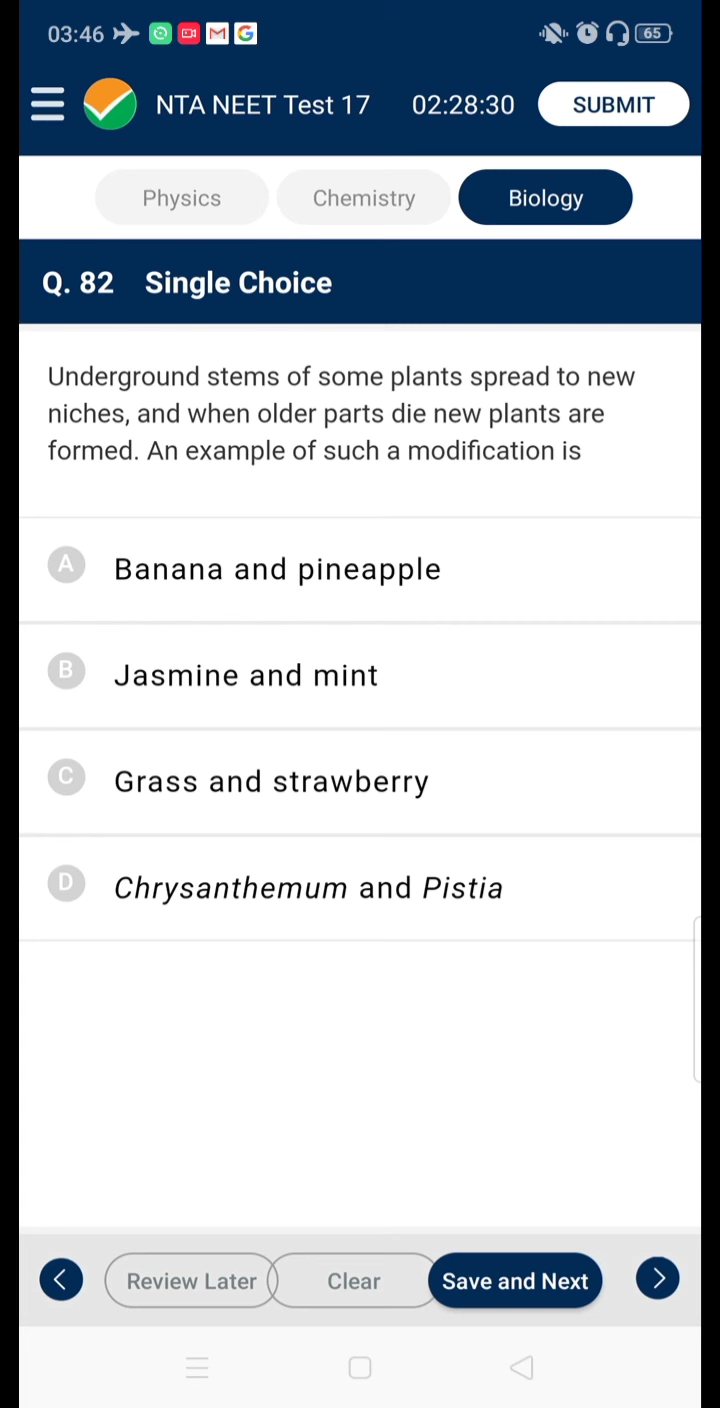 03:46 65
NTA NEET Test 17 02:28:30 SUBMIT
Physics Chemistry Biology
Q. 82 Single Choice
Underground stems of some plants spread to new
niches, and when older parts die new plants are
formed. An example of such a modification is
A Banana and pineapple
B Jasmine and mint
C Grass and strawberry
D Chrysanthemum and Pistia
Review Later Clear Save and Next